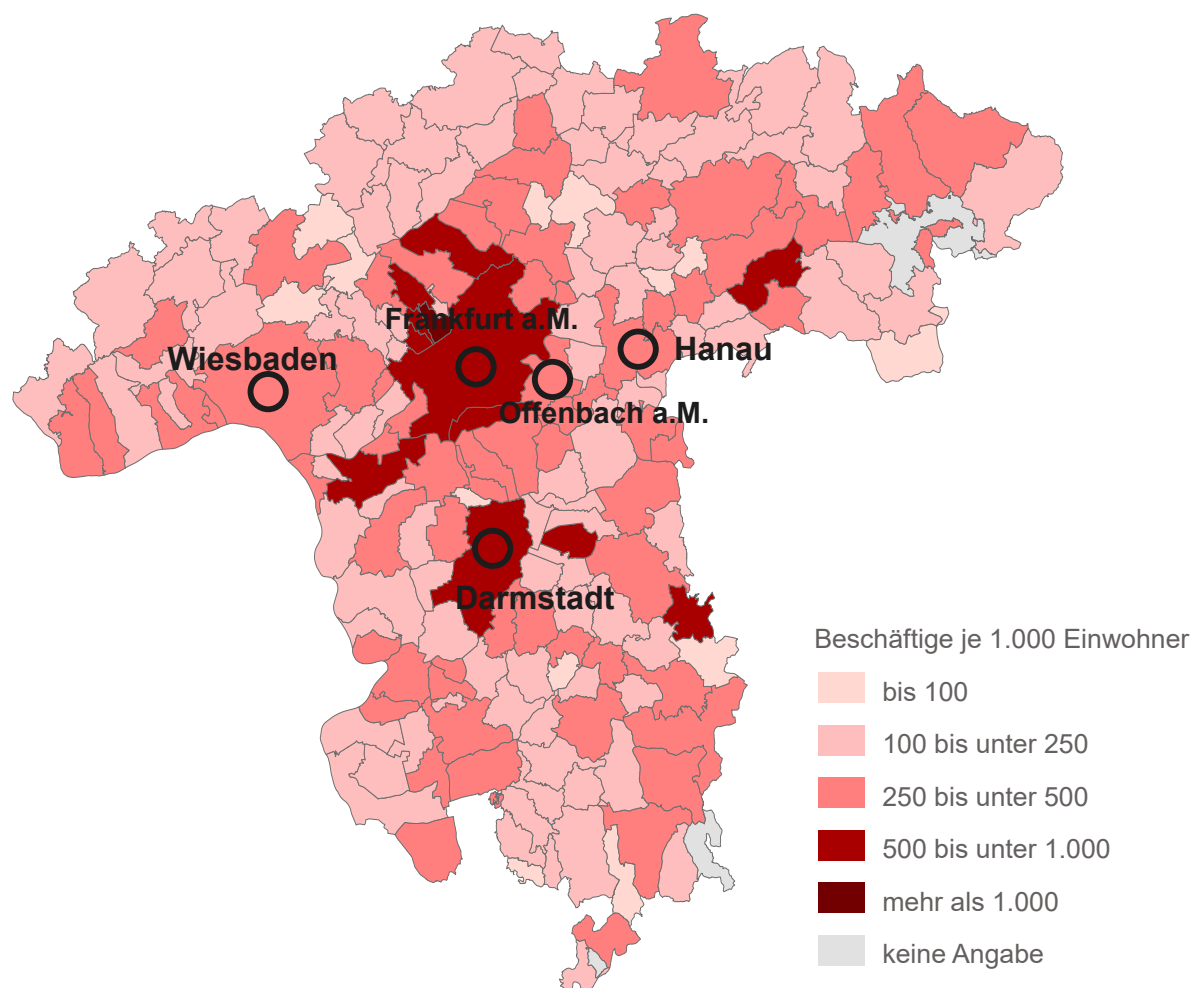 Frankfurt a.M.
Wiesbaden
Hanau
Offenbach a.M.
Darmstadt
Beschäftige je 1.000 Einwohner
bis 100
100 bis unter 250
250 bis unter 500
500 bis unter 1.000
mehr als 1.000
keine Angabe